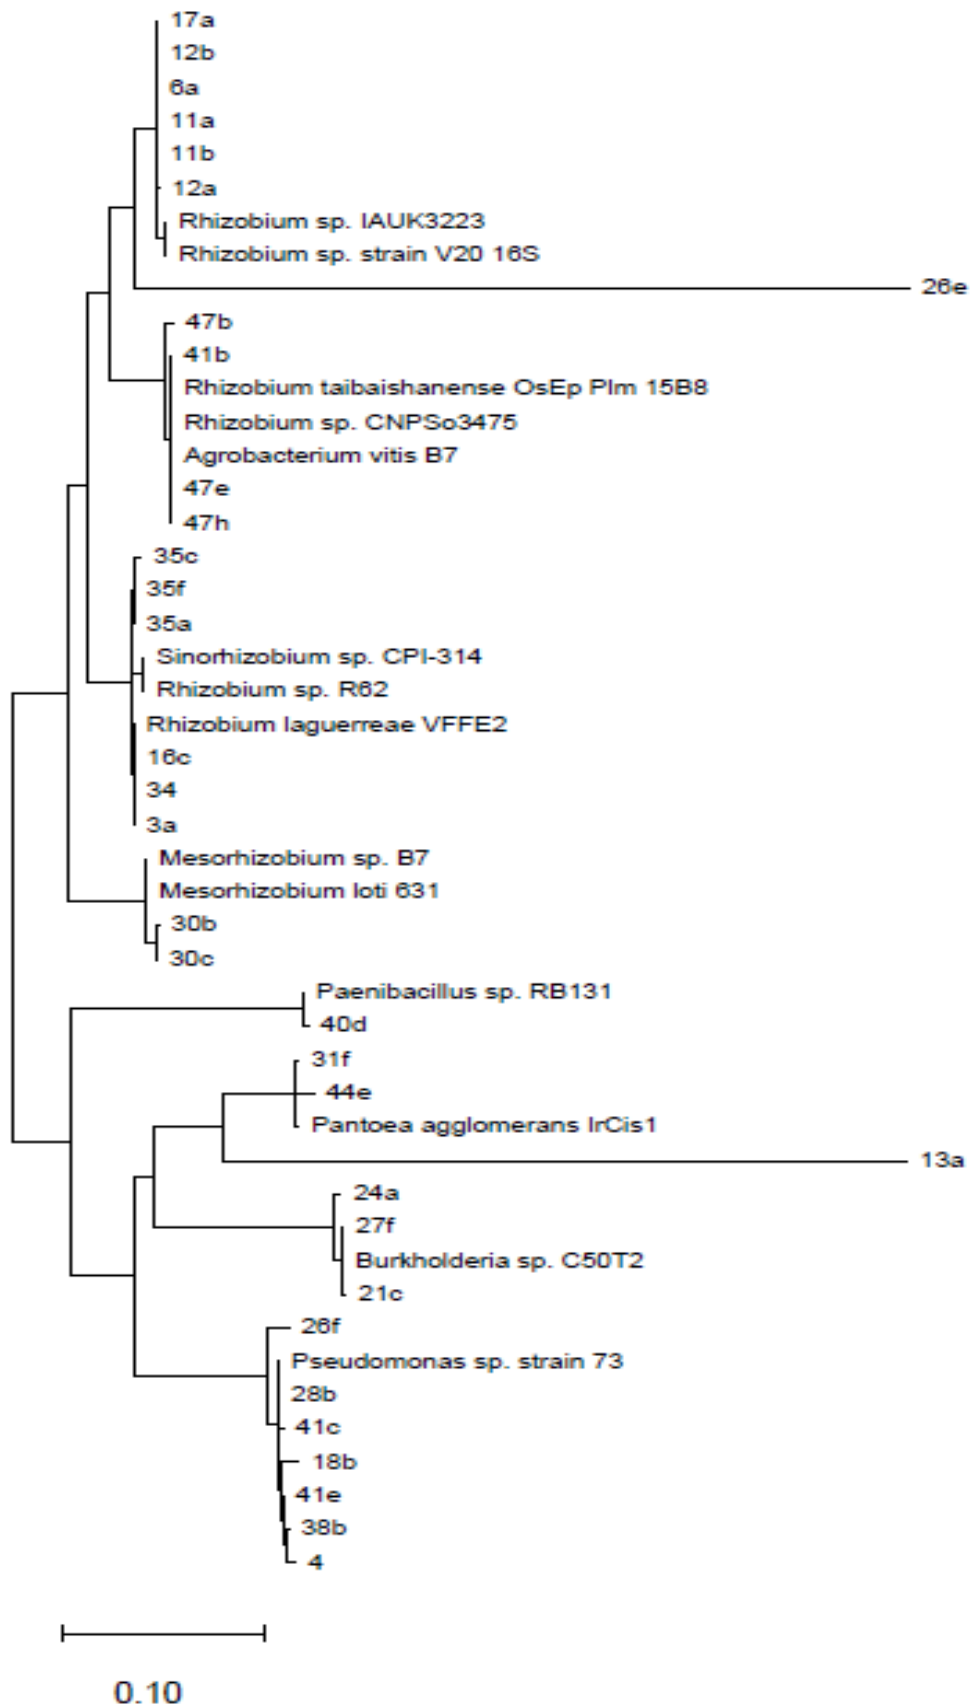 17a
12b
6a
11a
11b
12a
Rhizobium sp. IAUK3223
Rhizobium sp. strain V20 16S
26e
47b
41b
Rhizobium taibaishanense OsEp Plm 15B8
Rhizobium sp. CNPSo3475
Agrobacterium vitis B7
47e
47h
35c
35f
35a
Sinorhizobium sp. CPI-314
Rhizobium sp. R62
Rhizobium laguerreae VFFE2
16c
34
3a
Mesorhizobium sp. B7
Mesorhizobium loti 631
30b
30c
Paenibacillus sp. RB131
40d
31f
44e
Pantoea agglomerans IrCis1
13a
24a
27f
Burkholderia sp. C50T2
21c
26f
Pseudomonas sp. strain 73
28b
41c
18b
41e
38b
4
0.10